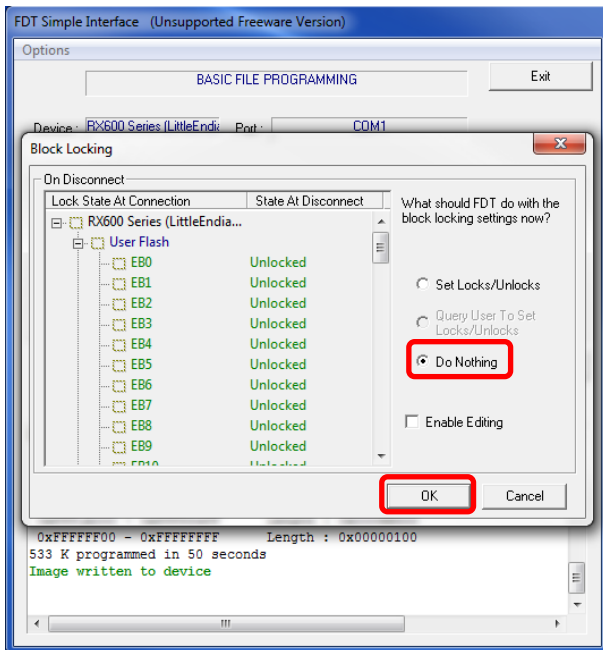 FDT Simple Interface (Unsupported Freeware Version)
Options
BASIC FILE PROGRAMMING
Exit
Device : RX600 Series (LittleEndia Port : COM1
Block Locking
On Disconnect
Lock State At Connection State At Disconnect
What should FDT do with the
block locking settings now?
RX600 Series (LittleEndia...
User Flash
EB0 Unlocked
EB1 Unlocked
EB2 Unlocked
EB3 Unlocked
EB4 Unlocked
EB5 Unlocked
EB6 Unlocked
EB7 Unlocked
EB8 Unlocked
EB9 Unlocked
EB10 Unlocked
Set Locks/Unlocks
Query User To Set
Locks/Unlocks
Do Nothing
Enable Editing
OK
Cancel
0xFFFFFF00 - 0xFFFFFFFF Length : 0x00000100
533 K programmed in 50 seconds
Image written to device